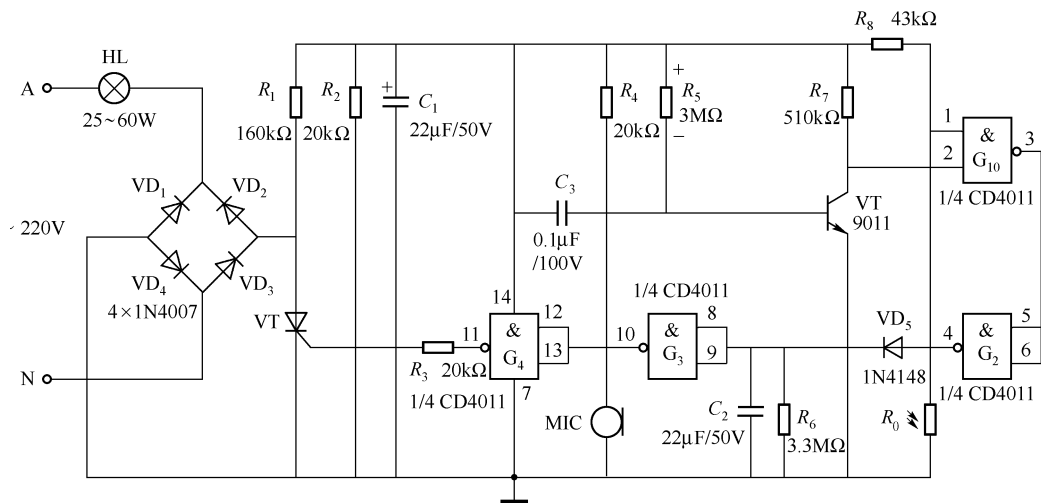 R8 43kΩ
HL
A
25~60W
R1
160kΩ
R2
20kΩ
+
C1
22μF/50V
R4
20kΩ
+
R5
3MΩ
−
R7
510kΩ
1
2
&
G10
3
1/4 CD4011
VD1
VD2
~220V
VD4
VD3
4×1N4007
C3
0.1μF
/100V
VT
9011
VT
14
12
11
&
G4
13
R3
20kΩ
7
1/4 CD4011
1/4 CD4011
8
10
&
G3
9
VD5
1N4148
5
4
&
G2
6
1/4 CD4011
N
MIC
C2
22μF/50V
R6
3.3MΩ
R0